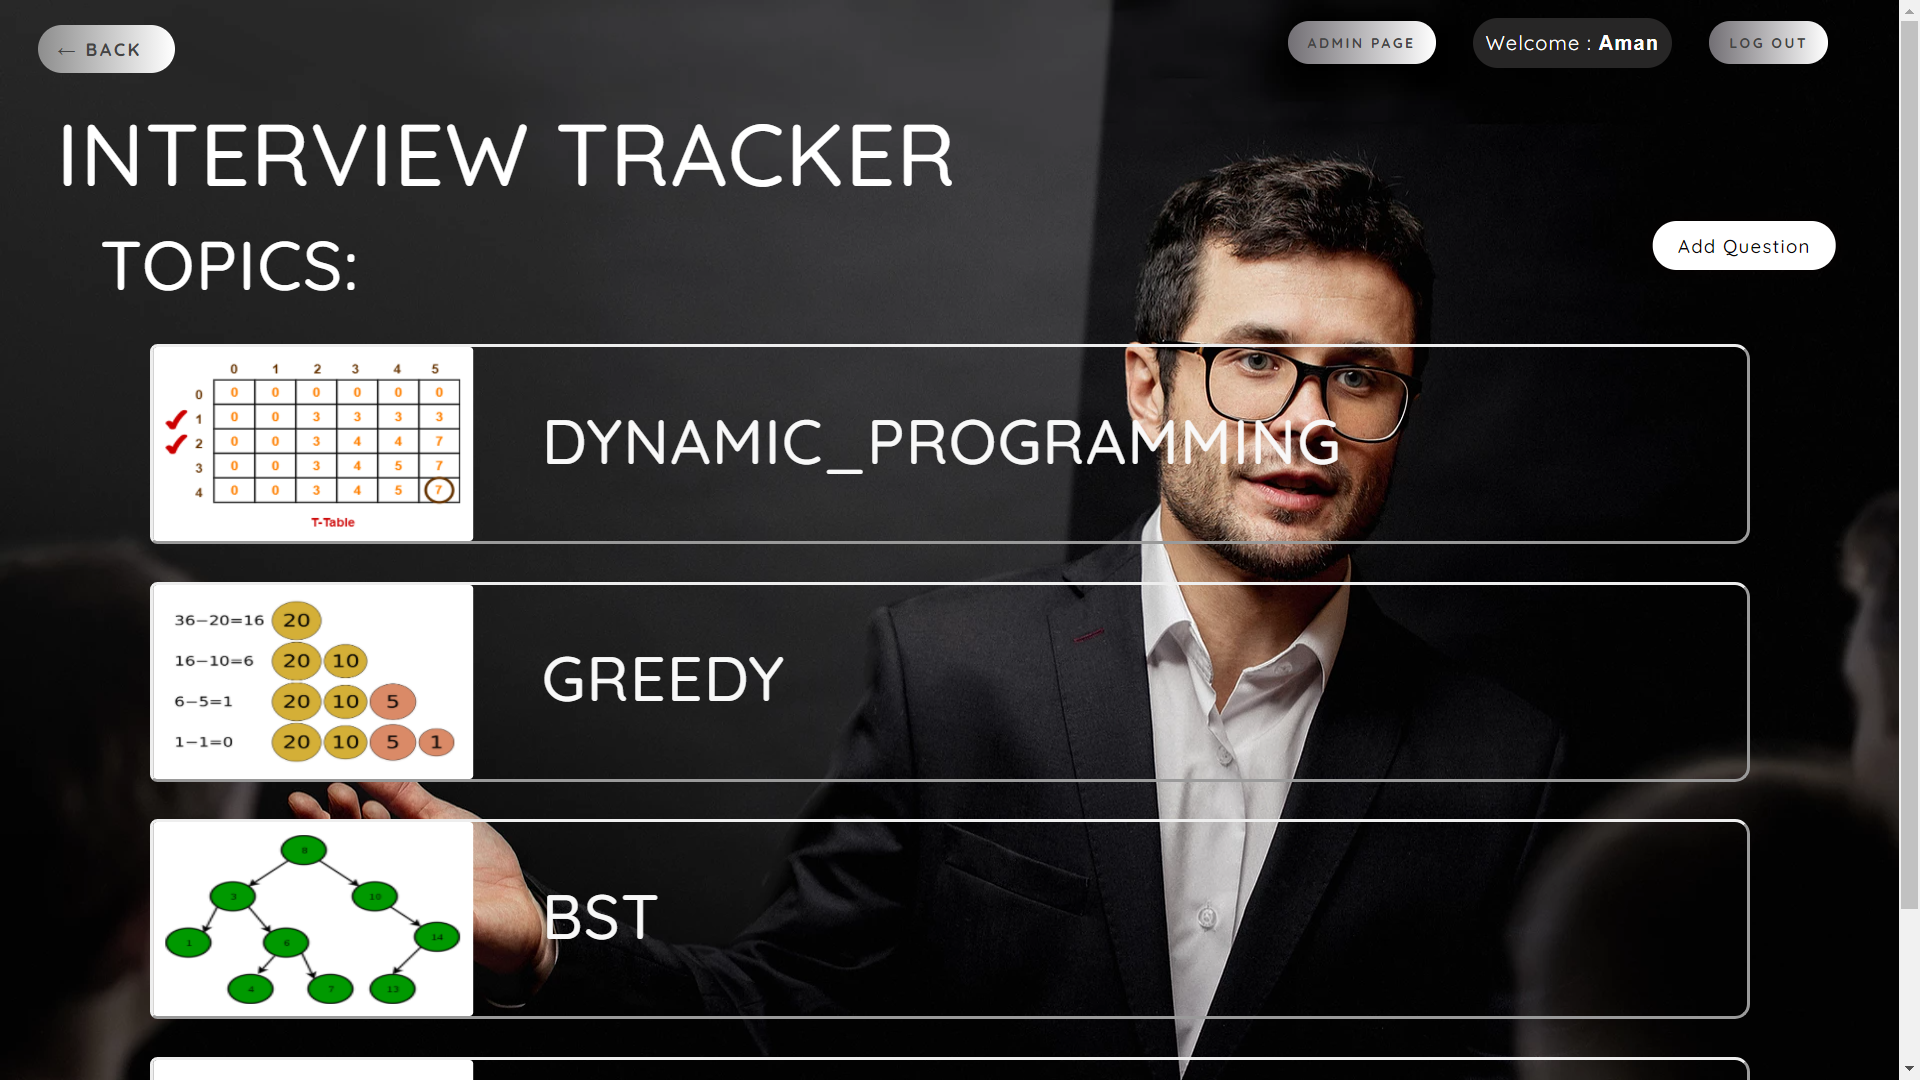 ← BACK
ADMIN PAGE
Welcome : Aman
LOG OUT
INTERVIEW TRACKER
TOPICS:
Add Question
0 1 2 3 4 5
0 0 0 0 0 0 0
1 0 0 3 3 3 3
2 0 0 3 4 4 7
3 0 0 3 4 5 7
4 0 0 3 4 5 7
T-Table
DYNAMIC_PROGRAMMING
36−20=16 20
16−10=6 20 10
6−5=1 20 10 5
1−1=0 20 10 5 1
GREEDY
8
3 10
1 6 14
4 7 13
BST